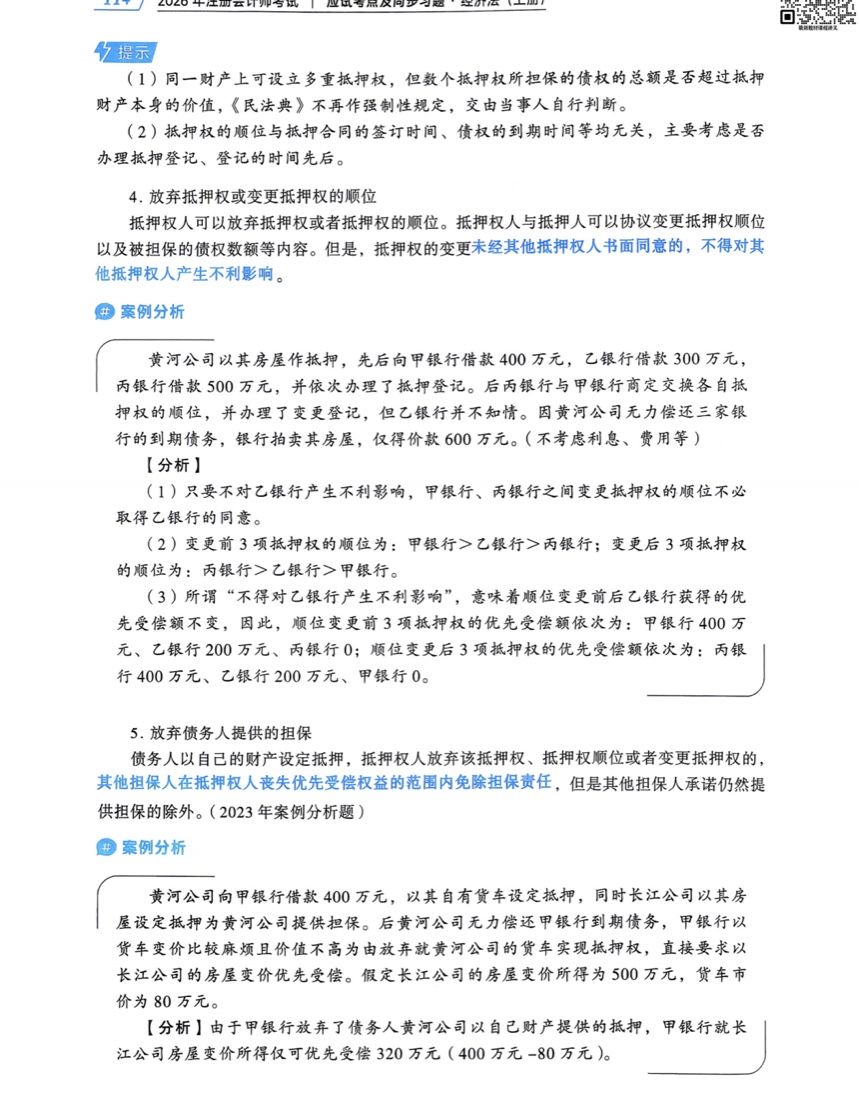 114 2026年注册会计师考试 | 应试考点及同步习题·经济法(上册)
提示
(1)同一财产上可设立多重抵押权,但数个抵押权所担保的债权的总额是否超过抵押
财产本身的价值,《民法典》不再作强制性规定,交由当事人自行判断。
(2)抵押权的顺位与抵押合同的签订时间、债权的到期时间等均无关,主要考虑是否
办理抵押登记、登记的时间先后。
4. 放弃抵押权或变更抵押权的顺位
抵押权人可以放弃抵押权或者抵押权的顺位。抵押权人与抵押人可以协议变更抵押权顺位
以及被担保的债权数额等内容。但是,抵押权的变更未经其他抵押权人书面同意的,不得对其
他抵押权人产生不利影响。
# 案例分析
黄河公司以其房屋作抵押,先后向甲银行借款 400 万元,乙银行借款 300 万元,
丙银行借款 500 万元,并依次办理了抵押登记。后丙银行与甲银行商定交换各自抵
押权的顺位,并办理了变更登记,但乙银行并不知情。因黄河公司无力偿还三家银
行的到期债务,银行拍卖其房屋,仅得价款 600 万元。(不考虑利息、费用等)
【分析】
(1)只要不对乙银行产生不利影响,甲银行、丙银行之间变更抵押权的顺位不必
取得乙银行的同意。
(2)变更前 3 项抵押权的顺位为:甲银行>乙银行>丙银行;变更后 3 项抵押权
的顺位为:丙银行>乙银行>甲银行。
(3)所谓“不得对乙银行产生不利影响”,意味着顺位变更前后乙银行获得的优
先受偿额不变,因此,顺位变更前 3 项抵押权的优先受偿额依次为:甲银行 400 万
元、乙银行 200 万元、丙银行 0;顺位变更后 3 项抵押权的优先受偿额依次为:丙银
行 400 万元、乙银行 200 万元、甲银行 0。
5. 放弃债务人提供的担保
债务人以自己的财产设定抵押,抵押权人放弃该抵押权、抵押权顺位或者变更抵押权的,
其他担保人在抵押权人丧失优先受偿权益的范围内免除担保责任,但是其他担保人承诺仍然提
供担保的除外。(2023 年案例分析题)
# 案例分析
黄河公司向甲银行借款 400 万元,以其自有货车设定抵押,同时长江公司以其房
屋设定抵押为黄河公司提供担保。后黄河公司无力偿还甲银行到期债务,甲银行以
货车变价比较麻烦且价值不高为由放弃就黄河公司的货车实现抵押权,直接要求以
长江公司的房屋变价优先受偿。假定长江公司的房屋变价所得为 500 万元,货车市
价为 80 万元。
【分析】由于甲银行放弃了债务人黄河公司以自己财产提供的抵押,甲银行就长
江公司房屋变价所得仅可优先受偿 320 万元(400 万元 -80 万元)。